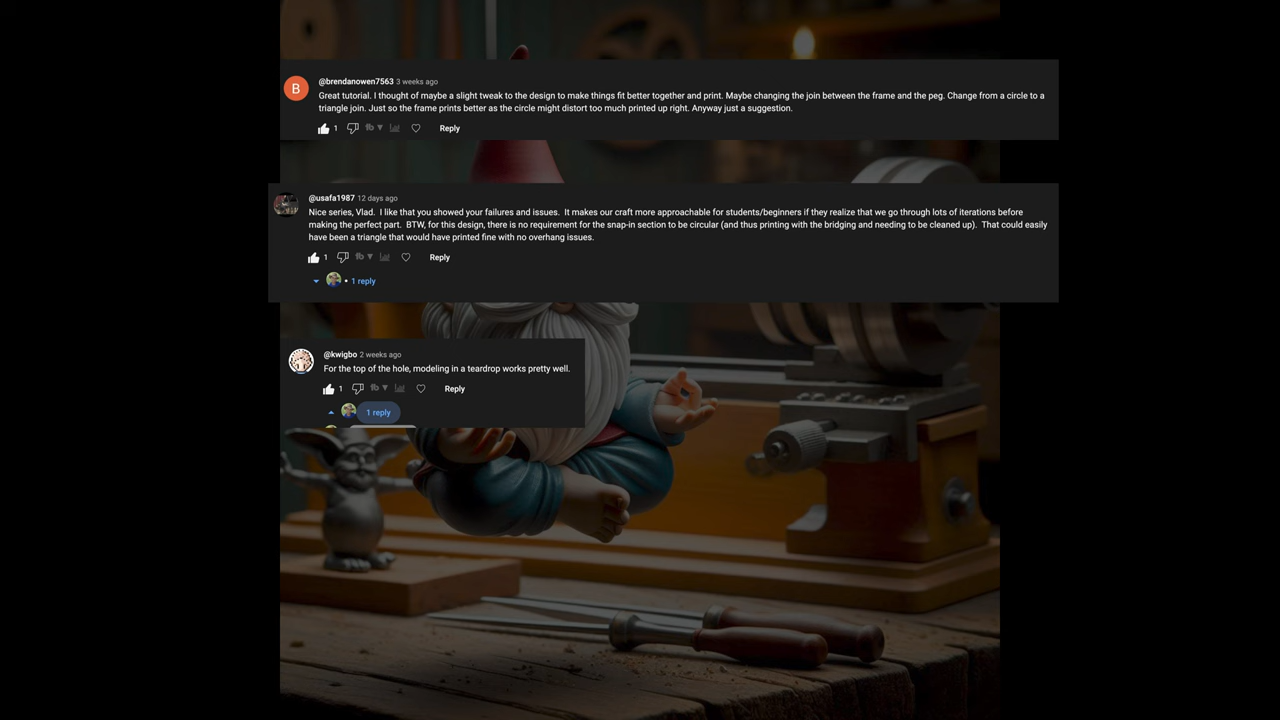 @brendanowen7563 3 weeks ago
Great tutorial. I thought of maybe a slight tweak to the design to make things fit better together and print. Maybe changing the join between the frame and the peg. Change from a circle to a
triangle join. Just so the frame prints better as the circle might distort too much printed up right. Anyway just a suggestion.
B
1 Reply
@usafa1987 12 days ago
Nice series, Vlad. I like that you showed your failures and issues. It makes our craft more approachable for students/beginners if they realize that we go through lots of iterations before
making the perfect part. BTW, for this design, there is no requirement for the snap-in section to be circular (and thus printing with the bridging and needing to be cleaned up). That could easily
have been a triangle that would have printed fine with no overhang issues.
1 Reply
1 reply
@kwigbo 2 weeks ago
For the top of the hole, modeling in a teardrop works pretty well.
1 Reply
1 reply